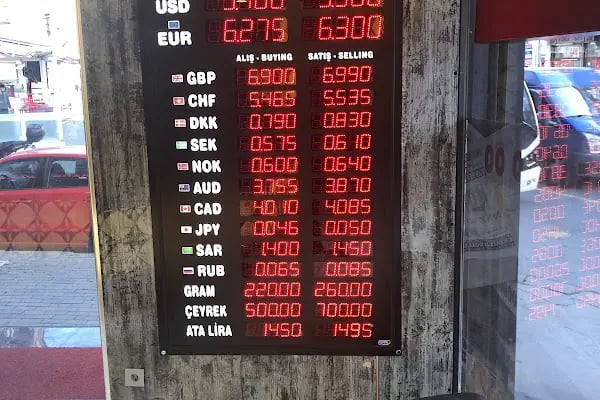 USD
EUR 6.275 6.300
ALIŞ - BUYING SATIŞ - SELLING
GBP 6.900 6.990
CHF 5.465 5.535
DKK 0.790 0.830
SEK 0.575 0.610
NOK 0.600 0.640
AUD 3.765 3.870
CAD 4.010 4.085
JPY 0.046 0.050
SAR 1.400 1.450
RUB 0.065 0.085
GRAM 220.00 260.00
ÇEYREK 500.00 700.00
ATA LİRA 1450 1495